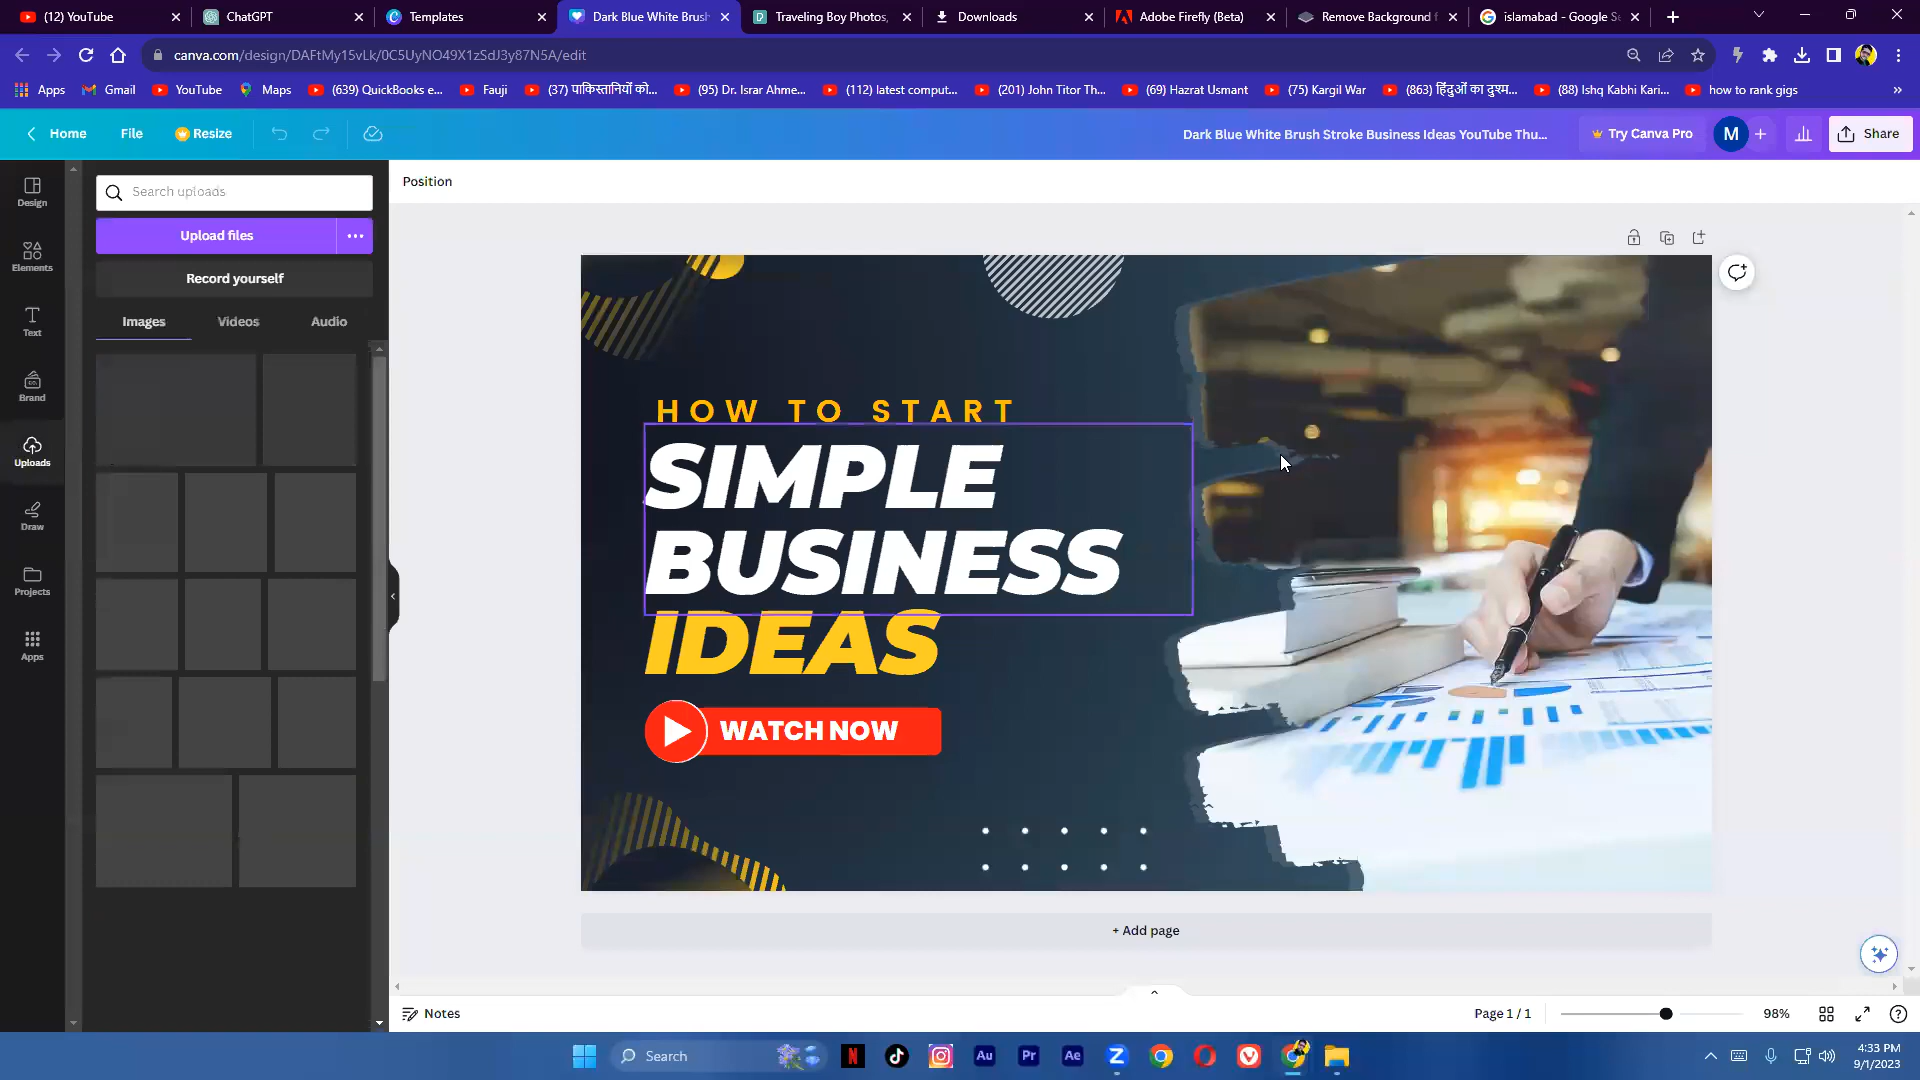 (12) YouTube
ChatGPT
Templates
Dark Blue White Brush
Traveling Boy Photos,
Downloads
Adobe Firefly (Beta)
Remove Background f
islamabad - Google Se
canva.com/design/DAFtMy15vLk/0C5UyNO49X1zSdJ3y87N5A/edit
Apps
Gmail
YouTube
Maps
(639) QuickBooks e...
Fauji
(37) पाकिस्तानियों को...
(95) Dr. Israr Ahme...
(112) latest comput...
(201) John Titor Th...
(69) Hazrat Usmant
(75) Kargil War
(863) हिंदुओं का दुश्म...
(88) Ishq Kabhi Kari...
how to rank gigs
Home
File
Resize
Dark Blue White Brush Stroke Business Ideas YouTube Thu...
Try Canva Pro
M
Share
Design
Elements
Text
Brand
Uploads
Draw
Projects
Apps
Search uploads
Upload files
Record yourself
Images
Videos
Audio
Position
HOW TO START
SIMPLE
BUSINESS
IDEAS
WATCH NOW
+ Add page
Notes
Page 1 / 1
98%
Search
Au
Pr
Ae
4:33 PM
9/1/2023